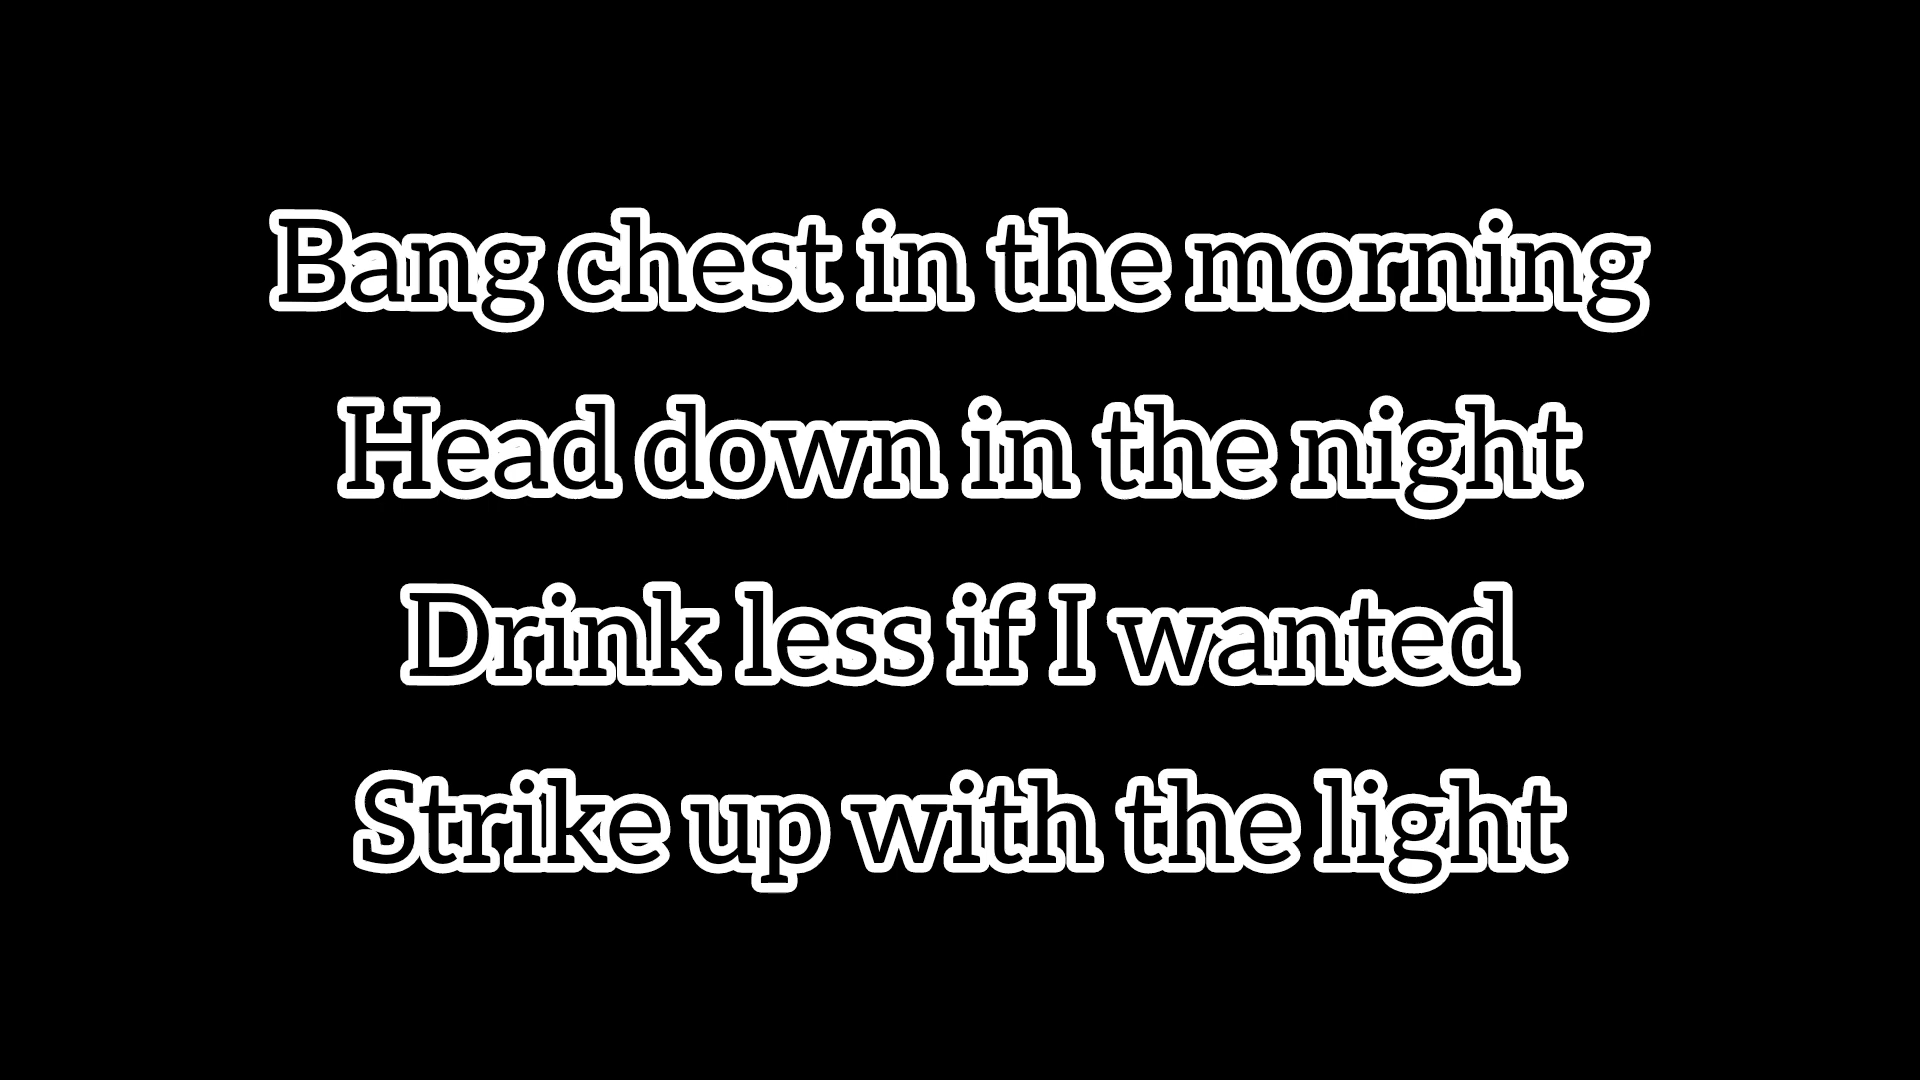 Bang chest in the morning
Head down in the night
Drink less if I wanted
Strike up with the light